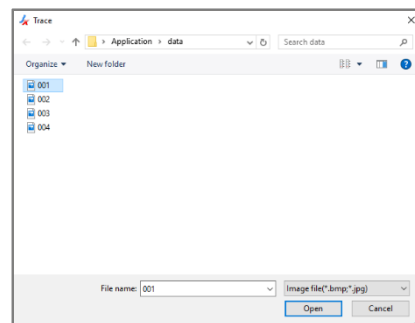 Trace
Application > data
Search data
Organize
New folder
001
002
003
004
File name: 001
Image file(*.bmp;*.jpg)
Open
Cancel